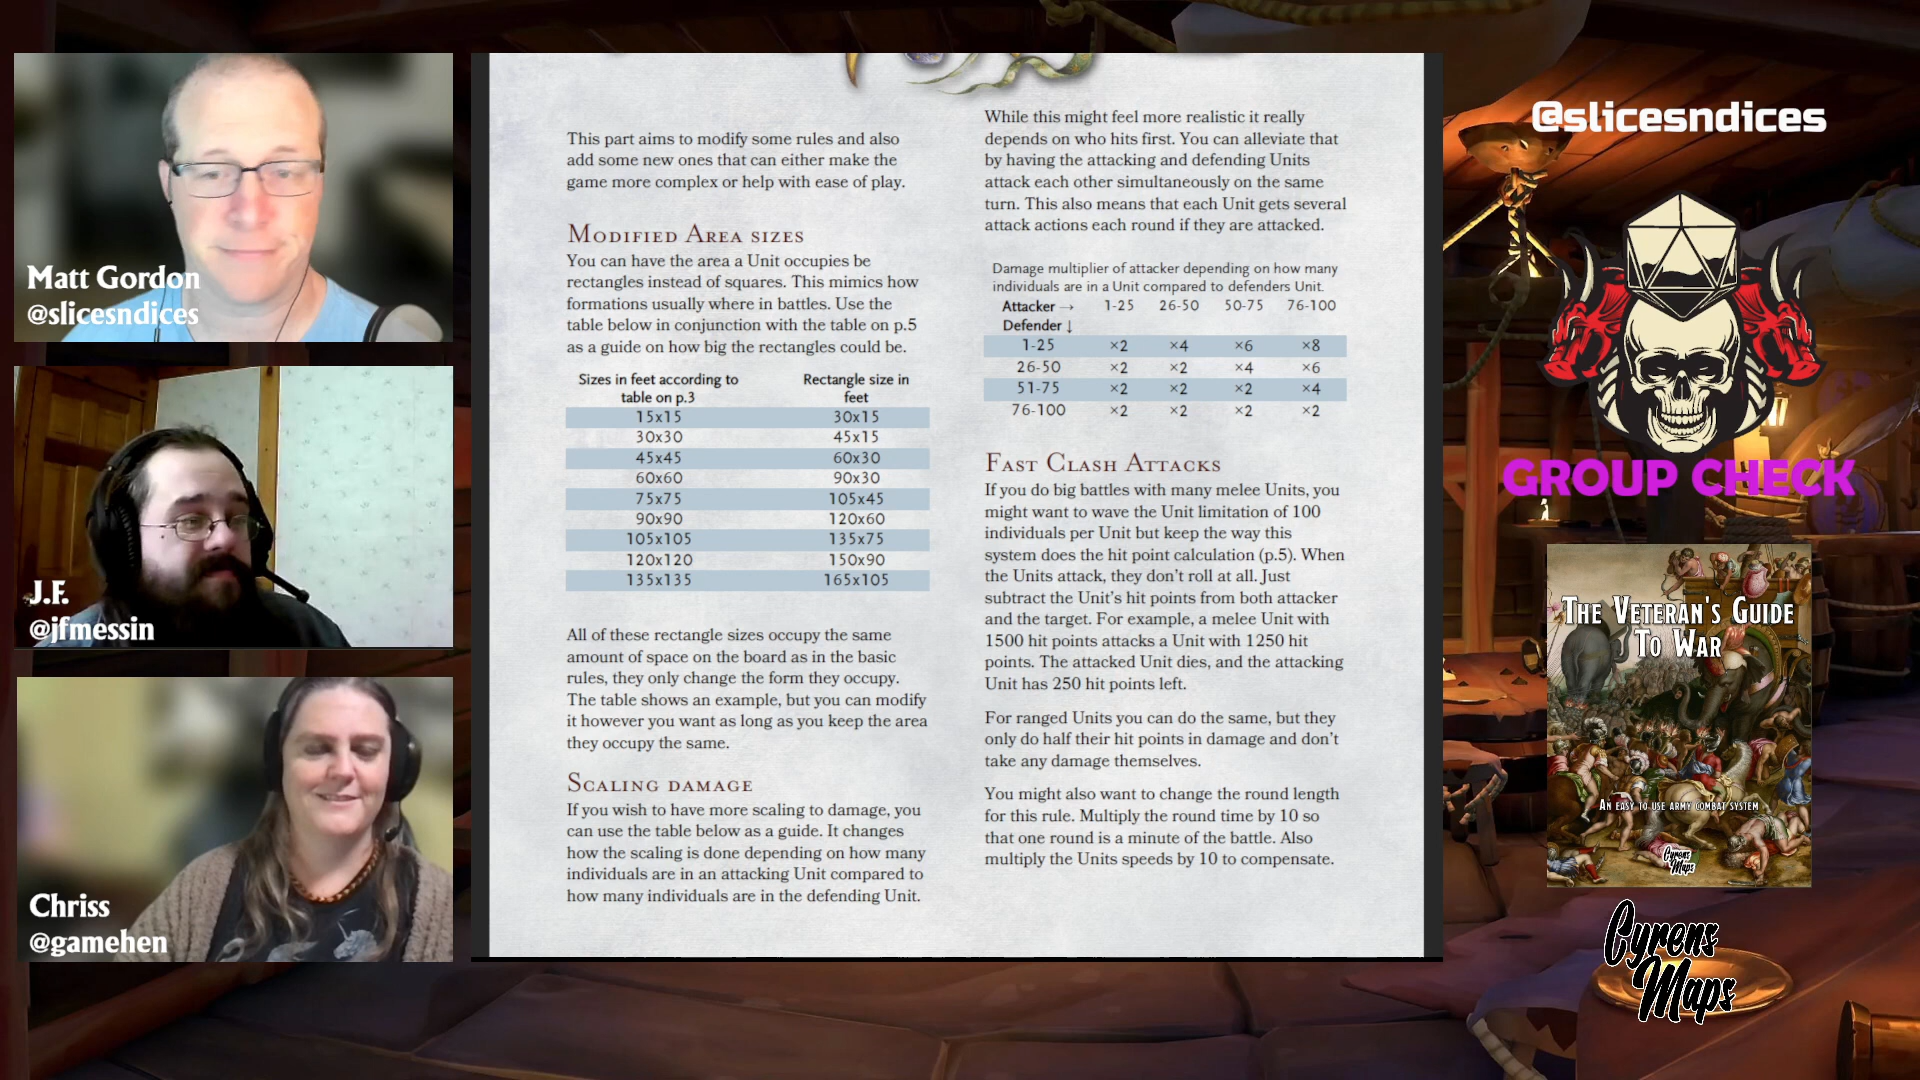 Matt Gordon
@slicesndices
J.F.
@jfmessin
Chriss
@gamehen
This part aims to modify some rules and also
add some new ones that can either make the
game more complex or help with ease of play.
Modified Area sizes
You can have the area a Unit occupies be
rectangles instead of squares. This mimics how
formations usually where in battles. Use the
table below in conjunction with the table on p.5
as a guide on how big the rectangles could be.
Sizes in feet according to table on p.3 Rectangle size in feet
15x15 30x15
30x30 45x15
45x45 60x30
60x60 90x30
75x75 105x45
90x90 120x60
105x105 135x75
120x120 150x90
135x135 165x105
All of these rectangle sizes occupy the same
amount of space on the board as in the basic
rules, they only change the form they occupy.
The table shows an example, but you can modify
it however you want as long as you keep the area
they occupy the same.
Scaling damage
If you wish to have more scaling to damage, you
can use the table below as a guide. It changes
how the scaling is done depending on how many
individuals are in an attacking Unit compared to
how many individuals are in the defending Unit.
While this might feel more realistic it really
depends on who hits first. You can alleviate that
by having the attacking and defending Units
attack each other simultaneously on the same
turn. This also means that each Unit gets several
attack actions each round if they are attacked.
Damage multiplier of attacker depending on how many
individuals are in a Unit compared to defenders Unit.
Attacker → 1-25 26-50 50-75 76-100
Defender ↓
1-25 ×2 ×4 ×6 ×8
26-50 ×2 ×2 ×4 ×6
51-75 ×2 ×2 ×2 ×4
76-100 ×2 ×2 ×2 ×2
Fast Clash Attacks
If you do big battles with many melee Units, you
might want to wave the Unit limitation of 100
individuals per Unit but keep the way this
system does the hit point calculation (p.5). When
the Units attack, they don't roll at all. Just
subtract the Unit's hit points from both attacker
and the target. For example, a melee Unit with
1500 hit points attacks a Unit with 1250 hit
points. The attacked Unit dies, and the attacking
Unit has 250 hit points left.
For ranged Units you can do the same, but they
only do half their hit points in damage and don't
take any damage themselves.
You might also want to change the round length
for this rule. Multiply the round time by 10 so
that one round is a minute of the battle. Also
multiply the Units speeds by 10 to compensate.
@slicesndices
GROUP CHECK
The Veteran's Guide
To War
An easy to use army combat system
Cyrens
Maps
Cyrens
Maps